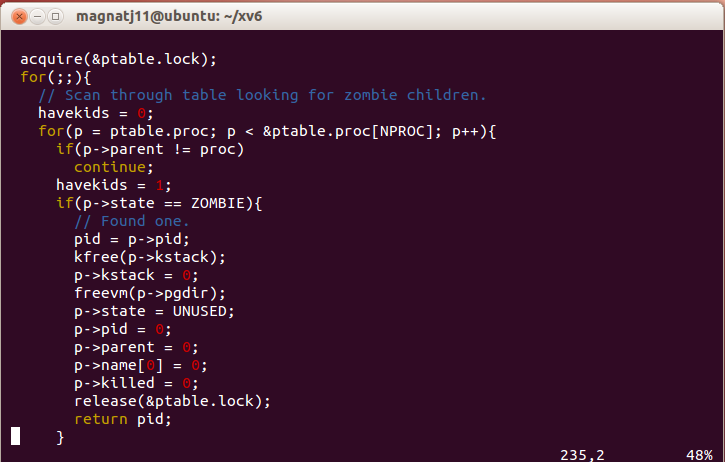 magnatj11@ubuntu: ~/xv6
acquire(&ptable.lock);
for(;;){
  // Scan through table looking for zombie children.
  havekids = 0;
  for(p = ptable.proc; p < &ptable.proc[NPROC]; p++){
    if(p->parent != proc)
      continue;
    havekids = 1;
    if(p->state == ZOMBIE){
      // Found one.
      pid = p->pid;
      kfree(p->kstack);
      p->kstack = 0;
      freevm(p->pgdir);
      p->state = UNUSED;
      p->pid = 0;
      p->parent = 0;
      p->name[0] = 0;
      p->killed = 0;
      release(&ptable.lock);
      return pid;
    }
235,2 48%